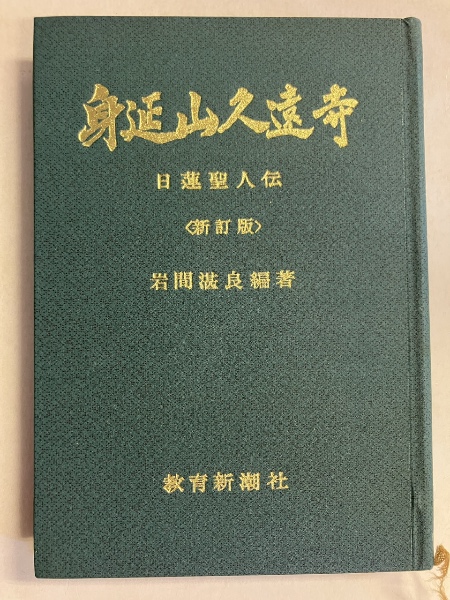 身延山久遠寺
日蓮聖人伝
〈新訂版〉
岩間湛良編著
教育新潮社